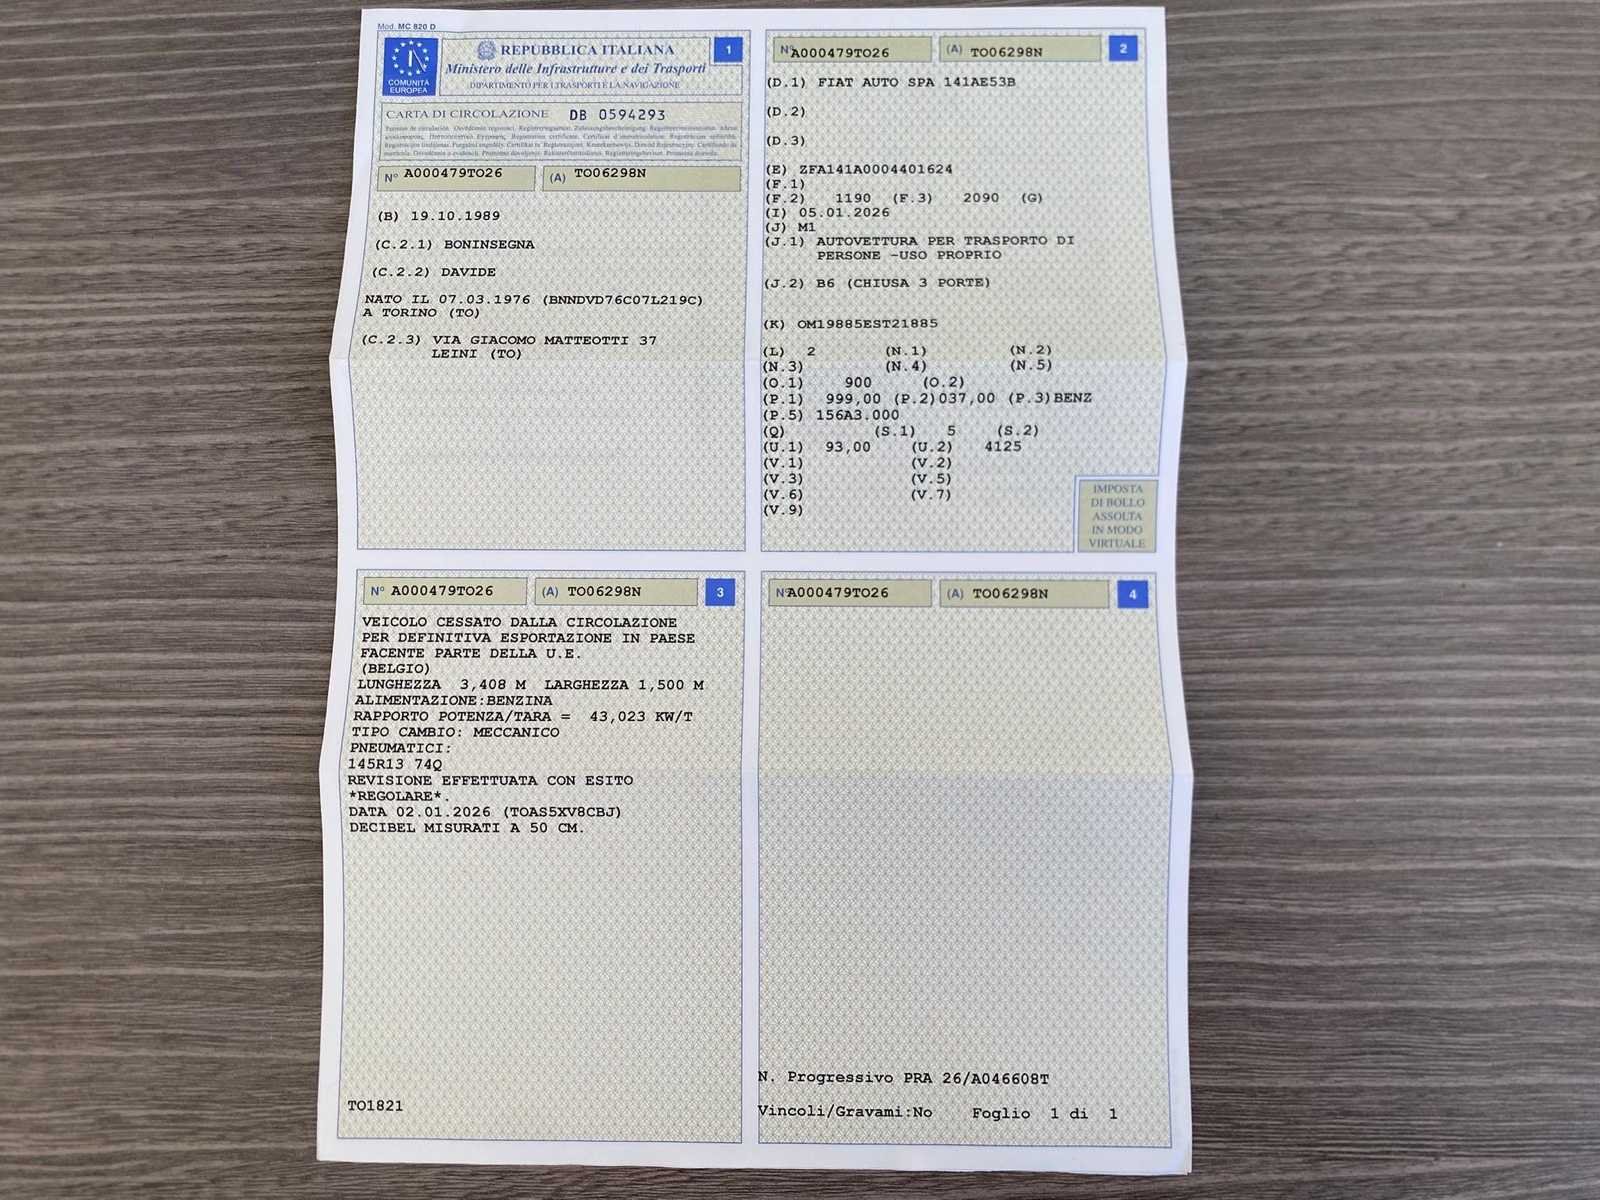 Mod. MC 820 D
COMUNITÀ
EUROPEA
REPUBBLICA ITALIANA
Ministero delle Infrastrutture e dei Trasporti
DIPARTIMENTO PER I TRASPORTI E LA NAVIGAZIONE
1
CARTA DI CIRCOLAZIONE DB 0594293
N° A000479TO26 (A) TO06298N
(B) 19.10.1989
(C.2.1) BONINSEGNA
(C.2.2) DAVIDE
NATO IL 07.03.1976 (BNNDVD76C07L219C)
A TORINO (TO)
(C.2.3) VIA GIACOMO MATTEOTTI 37
LEINI (TO)
N° A000479TO26 (A) TO06298N 2
(D.1) FIAT AUTO SPA 141AE53B
(D.2)
(D.3)
(E) ZFA141A0004401624
(F.1)
(F.2) 1190 (F.3) 2090 (G)
(I) 05.01.2026
(J) M1
(J.1) AUTOVETTURA PER TRASPORTO DI
PERSONE -USO PROPRIO
(J.2) B6 (CHIUSA 3 PORTE)
(K) OM19885EST21885
(L) 2 (N.1) (N.2)
(N.3) (N.4) (N.5)
(O.1) 900 (O.2)
(P.1) 999,00 (P.2)037,00 (P.3)BENZ
(P.5) 156A3.000
(Q) (S.1) 5 (S.2)
(U.1) 93,00 (U.2) 4125
(V.1) (V.2)
(V.3) (V.5)
(V.6) (V.7)
(V.9)
IMPOSTA
DI BOLLO
ASSOLTA
IN MODO
VIRTUALE
N° A000479TO26 (A) TO06298N 3
VEICOLO CESSATO DALLA CIRCOLAZIONE
PER DEFINITIVA ESPORTAZIONE IN PAESE
FACENTE PARTE DELLA U.E.
(BELGIO)
LUNGHEZZA 3,408 M LARGHEZZA 1,500 M
ALIMENTAZIONE:BENZINA
RAPPORTO POTENZA/TARA = 43,023 KW/T
TIPO CAMBIO: MECCANICO
PNEUMATICI:
145R13 74Q
REVISIONE EFFETTUATA CON ESITO
*REGOLARE*.
DATA 02.01.2026 (TOAS5XV8CBJ)
DECIBEL MISURATI A 50 CM.
TO1821
N° A000479TO26 (A) TO06298N 4
N. Progressivo PRA 26/A046608T
Vincoli/Gravami:No Foglio 1 di 1